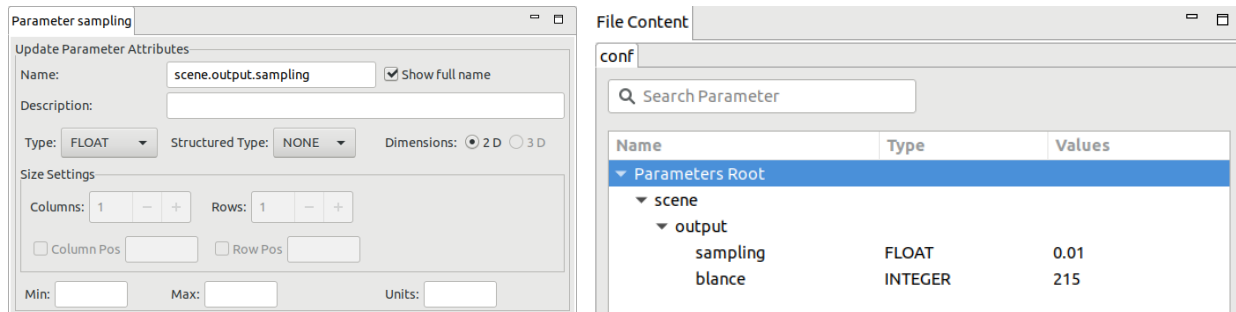 Parameter sampling
Update Parameter Attributes
Name: scene.output.sampling Show full name
Description:
Type: FLOAT Structured Type: NONE Dimensions: 2 D 3 D
Size Settings
Columns: 1 − + Rows: 1 − +
Column Pos Row Pos
Min: Max: Units:
File Content
conf
Search Parameter
Name Type Values
Parameters Root
scene
output
sampling FLOAT 0.01
blance INTEGER 215